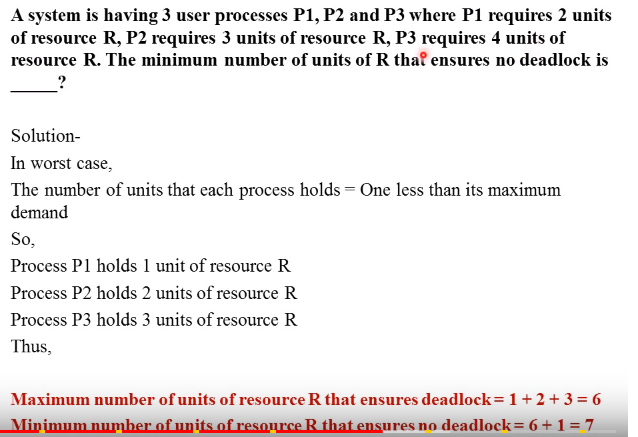 A system is having 3 user processes P1, P2 and P3 where P1 requires 2 units
of resource R, P2 requires 3 units of resource R, P3 requires 4 units of
resource R. The minimum number of units of R that ensures no deadlock is
_____?
Solution-
In worst case,
The number of units that each process holds = One less than its maximum
demand
So,
Process P1 holds 1 unit of resource R
Process P2 holds 2 units of resource R
Process P3 holds 3 units of resource R
Thus,
Maximum number of units of resource R that ensures deadlock= 1 + 2 + 3 = 6
Minimum number of units of resource R that ensures no deadlock= 6 + 1 = 7